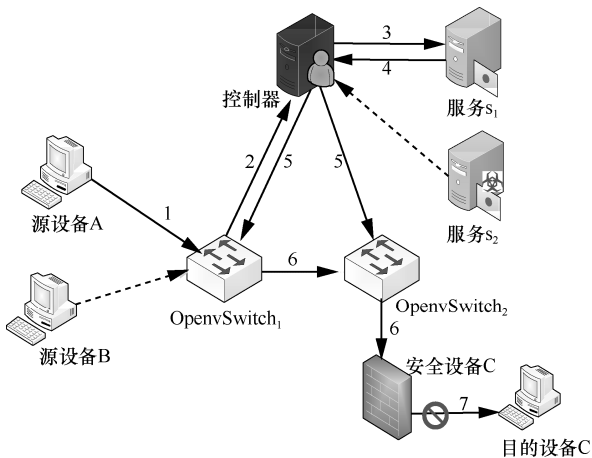 3
4
控制器
服务s₁
2
5
5
服务s₂
源设备A
1
6
OpenvSwitch₁
OpenvSwitch₂
6
源设备B
安全设备C
7
目的设备C